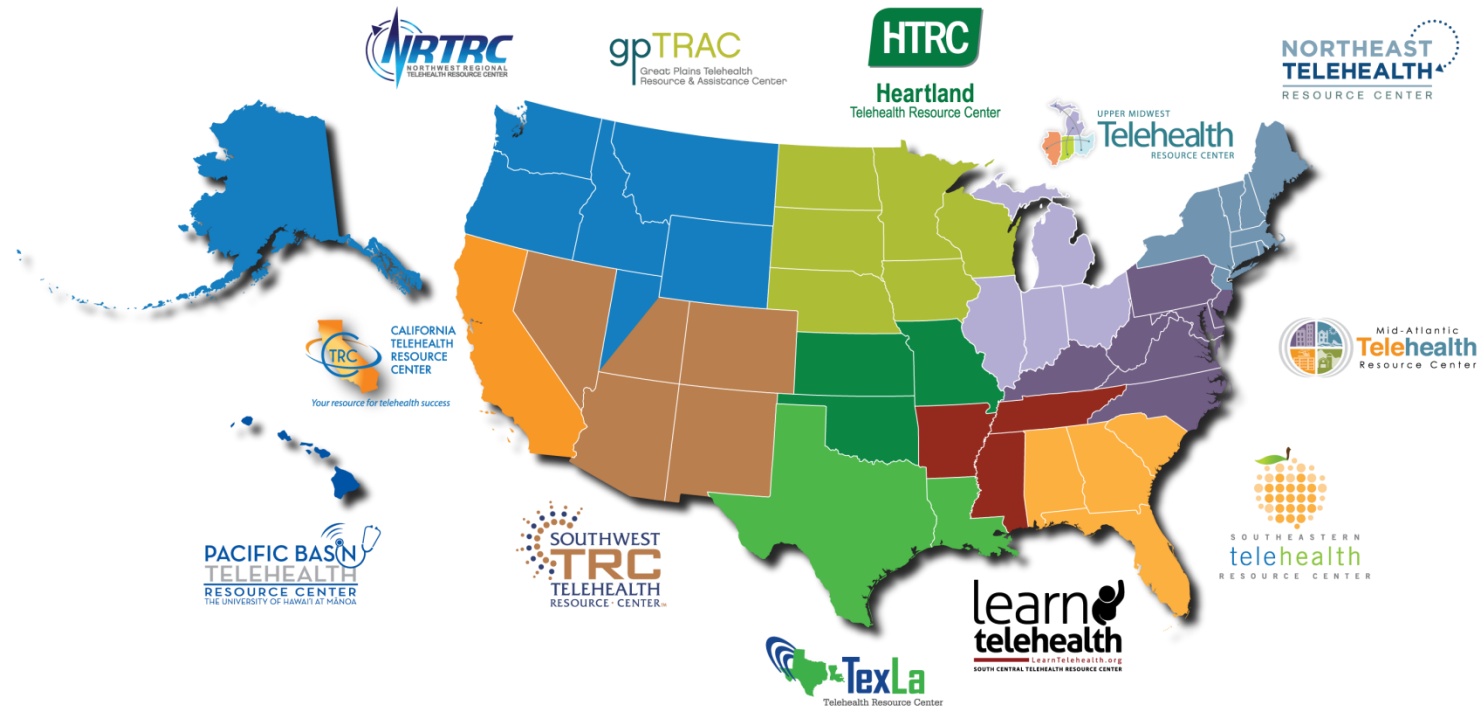 NRTRC
NORTHWEST REGIONAL
TELEHEALTH RESOURCE CENTER
gpTRAC
Great Plains Telehealth
Resource & Assistance Center
HTRC
Heartland
Telehealth Resource Center
UPPER MIDWEST
Telehealth
RESOURCE CENTER
NORTHEAST
TELEHEALTH
RESOURCE CENTER
TRC
CALIFORNIA
TELEHEALTH
RESOURCE
CENTER
Your resource for telehealth success
Mid-Atlantic
Telehealth
Resource Center
PACIFIC BASIN
TELEHEALTH
RESOURCE CENTER
THE UNIVERSITY OF HAWAI'I AT MĀNOA
SOUTHWEST
TRC
TELEHEALTH
RESOURCE · CENTER℠
SOUTHEASTERN
telehealth
RESOURCE CENTER
learn
telehealth
LearnTelehealth.org
SOUTH CENTRAL TELEHEALTH RESOURCE CENTER
TexLa
Telehealth Resource Center